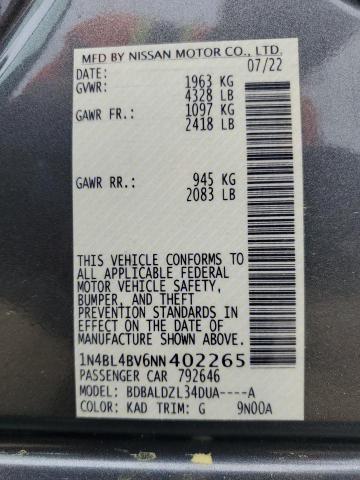 MFD BY NISSAN MOTOR CO., LTD.
DATE: 07/22
GVWR: 1963 KG
4328 LB
GAWR FR.: 1097 KG
2418 LB
GAWR RR.: 945 KG
2083 LB
THIS VEHICLE CONFORMS TO
ALL APPLICABLE FEDERAL
MOTOR VEHICLE SAFETY,
BUMPER, AND THEFT
PREVENTION STANDARDS
IN EFFECT ON THE DATE OF
MANUFACTURE SHOWN ABOVE.
1N4BL4BV6NN402265
PASSENGER CAR 792646
MODEL: BDBALDZL34DUA----A
COLOR: KAD TRIM: G 9N00A